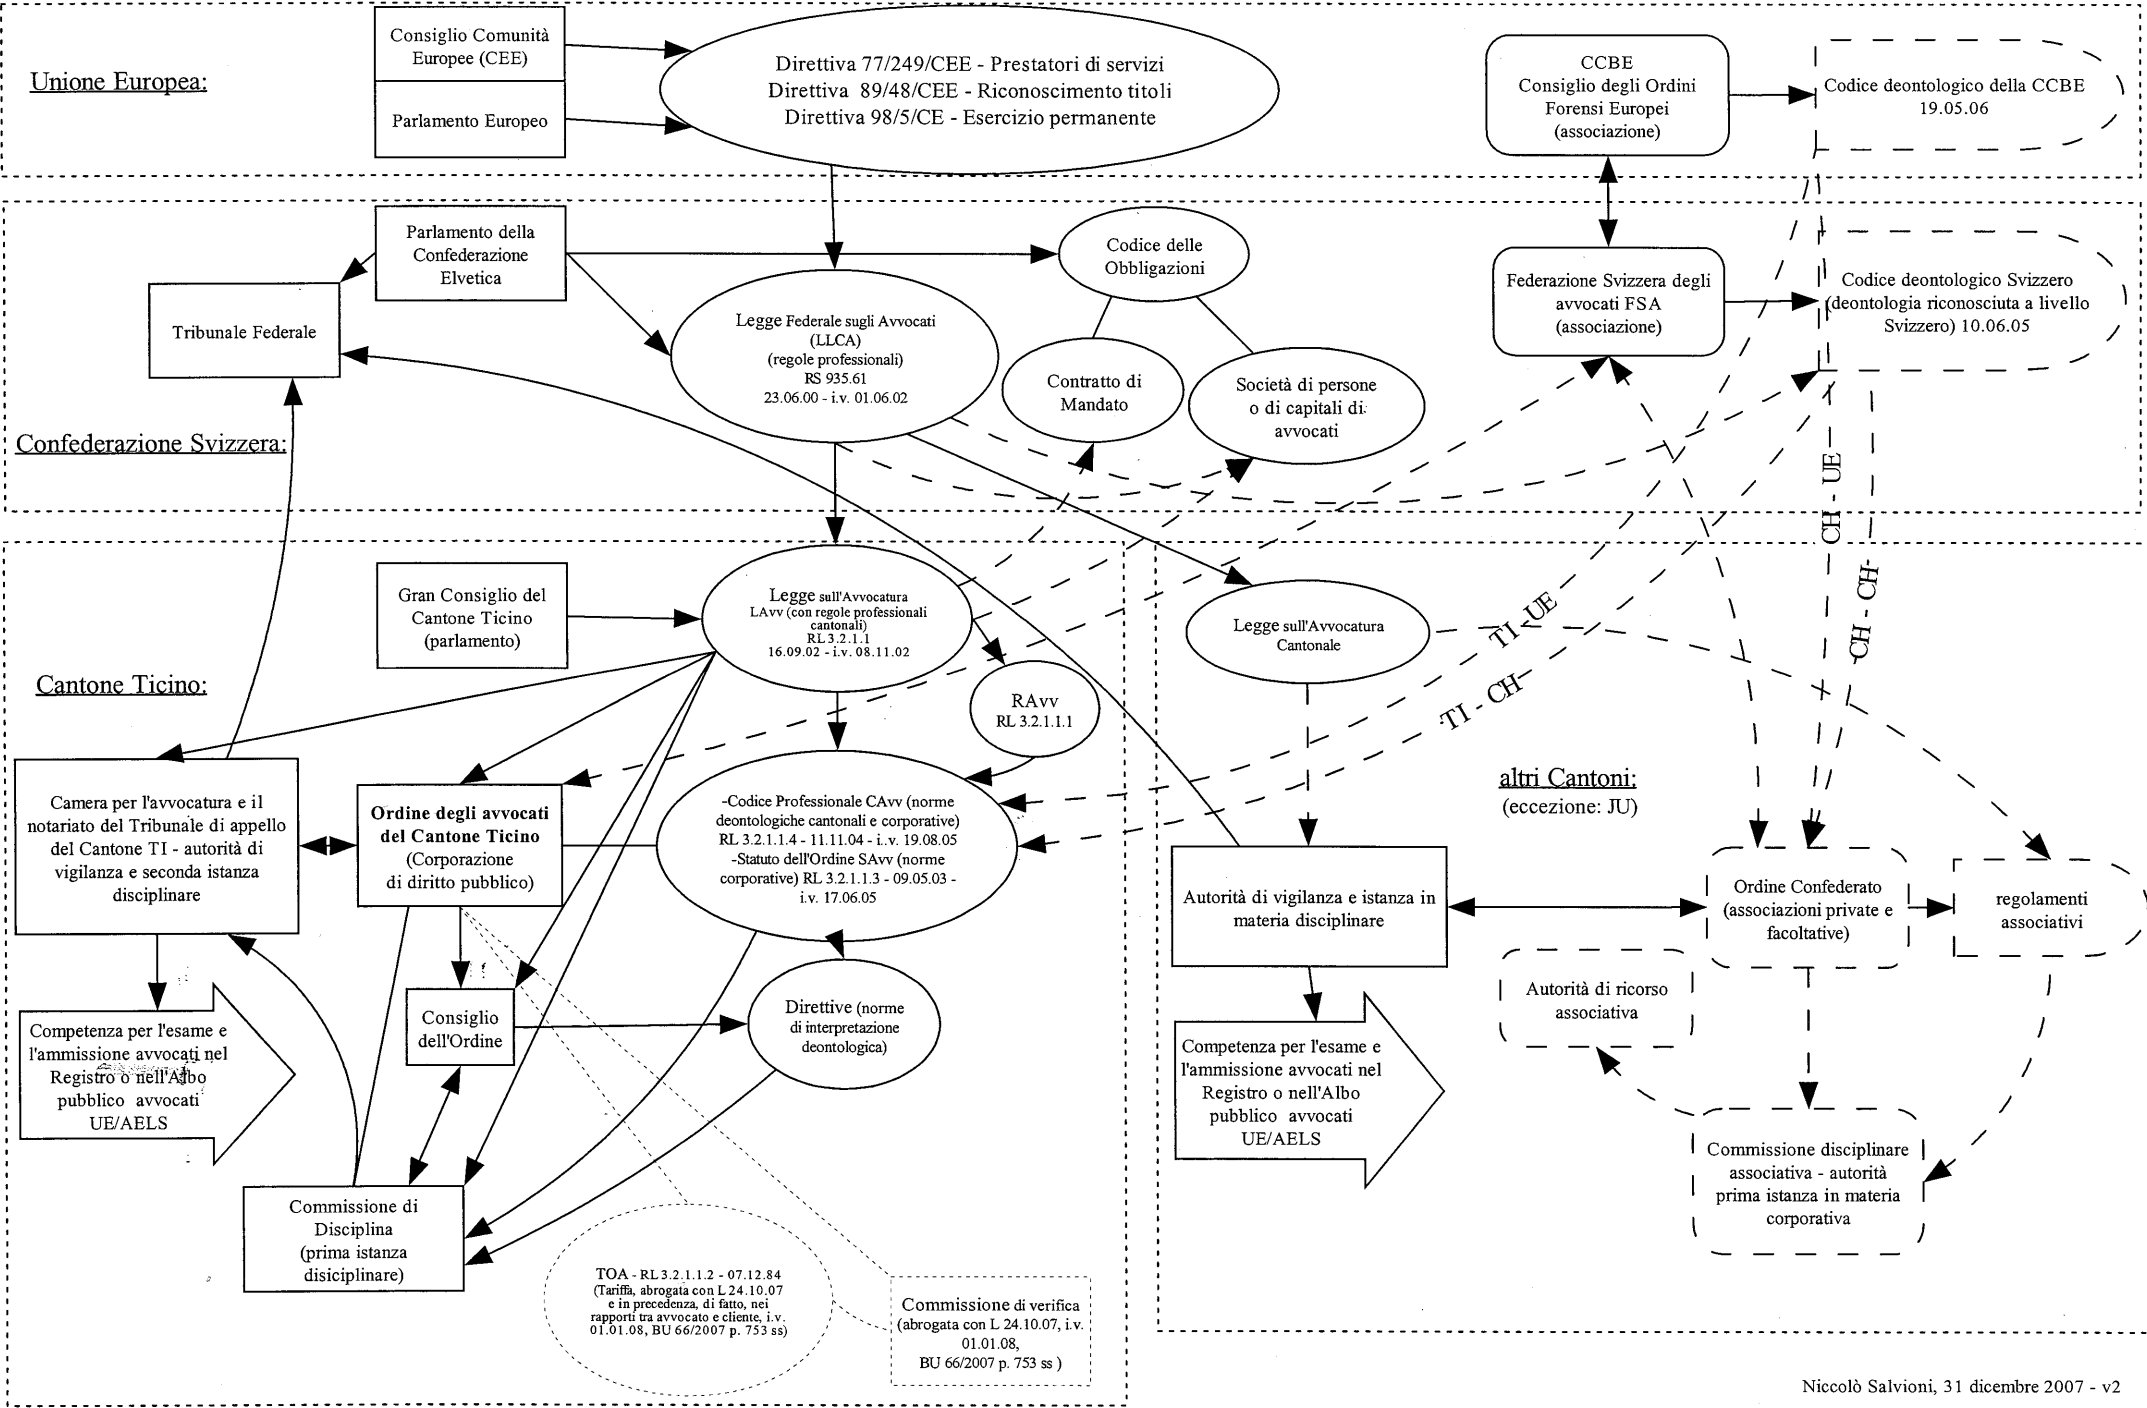 Unione Europea:
Consiglio Comunità
Europee (CEE)
Parlamento Europeo
Direttiva 77/249/CEE - Prestatori di servizi
Direttiva 89/48/CEE - Riconoscimento titoli
Direttiva 98/5/CE - Esercizio permanente
CCBE
Consiglio degli Ordini
Forensi Europei
(associazione)
Codice deontologico della CCBE
19.05.06
Confederazione Svizzera:
Parlamento della
Confederazione
Elvetica
Tribunale Federale
Legge Federale sugli Avvocati
(LLCA)
(regole professionali)
RS 935.61
23.06.00 - i.v. 01.06.02
Codice delle
Obbligazioni
Contratto di
Mandato
Società di persone
o di capitali di
avvocati
Federazione Svizzera degli
avvocati FSA
(associazione)
Codice deontologico Svizzero
(deontologia riconosciuta a livello
Svizzero) 10.06.05
CH - UE
CH - CH
TI - UE
TI - CH
Cantone Ticino:
Gran Consiglio del
Cantone Ticino
(parlamento)
Legge sull'Avvocatura
LAvv (con regole professionali
cantonali)
RL 3.2.1.1
16.09.02 - i.v. 08.11.02
RAvv
RL 3.2.1.1.1
Camera per l'avvocatura e il
notariato del Tribunale di appello
del Cantone TI - autorità di
vigilanza e seconda istanza
disciplinare
Ordine degli avvocati
del Cantone Ticino
(Corporazione
di diritto pubblico)
-Codice Professionale CAvv (norme
deontologiche cantonali e corporative)
RL 3.2.1.1.4 - 11.11.04 - i..v. 19.08.05
-Statuto dell'Ordine SAvv (norme
corporative) RL 3.2.1.1.3 - 09.05.03 -
i.v. 17.06.05
Competenza per l'esame e
l'ammissione avvocati nel
Registro o nell'Albo
pubblico avvocati
UE/AELS
Consiglio
dell'Ordine
Direttive (norme
di interpretazione
deontologica)
Commissione di
Disciplina
(prima istanza
disiciplinare)
TOA - RL 3.2.1.1.2 - 07.12.84
(Tariffa, abrogata con L 24.10.07
e in precedenza, di fatto, nei
rapporti tra avvocato e cliente, i.v.
01.01.08, BU 66/2007 p. 753 ss)
Commissione di verifica
(abrogata con L 24.10.07, i.v.
01.01.08,
BU 66/2007 p. 753 ss )
altri Cantoni:
(eccezione: JU)
Legge sull'Avvocatura
Cantonale
Autorità di vigilanza e istanza in
materia disciplinare
Ordine Confederato
(associazioni private e
facoltative)
regolamenti
associativi
Autorità di ricorso
associativa
Competenza per l'esame e
l'ammissione avvocati nel
Registro o nell'Albo
pubblico avvocati
UE/AELS
Commissione disciplinare
associativa - autorità
prima istanza in materia
corporativa
Niccolò Salvioni, 31 dicembre 2007 - v2